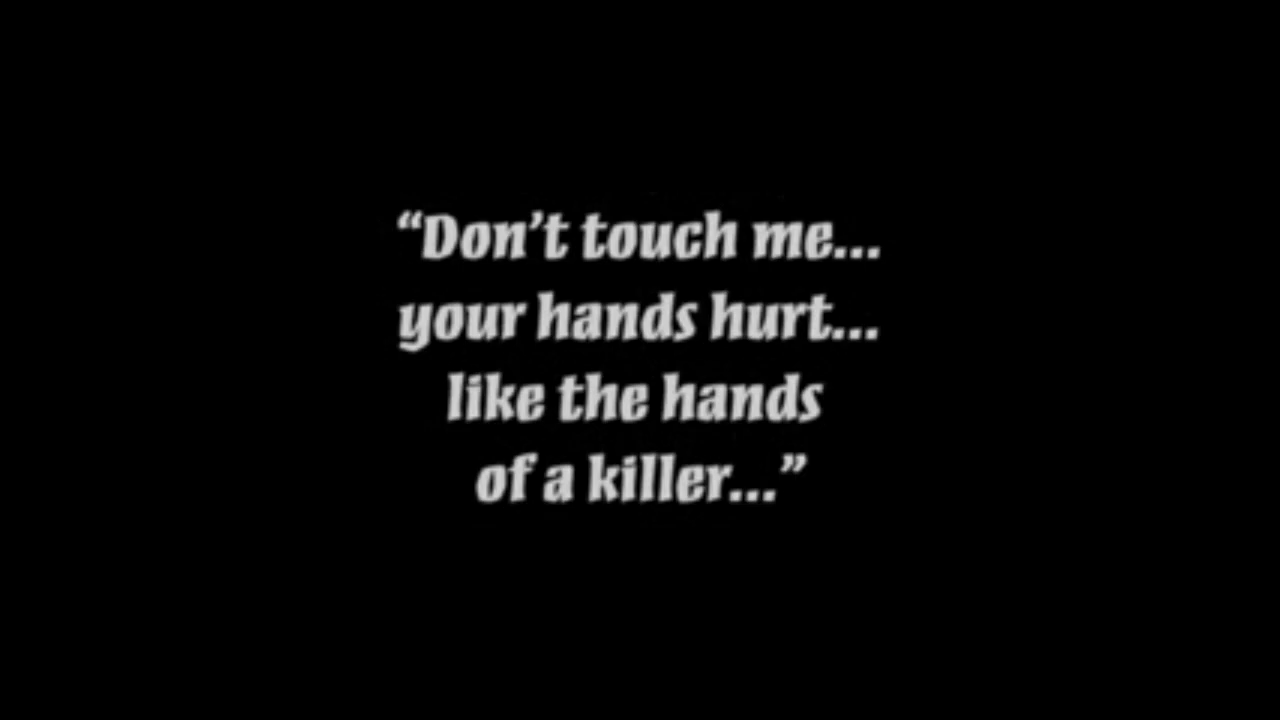 “Don’t touch me...
your hands hurt...
like the hands
of a killer...”